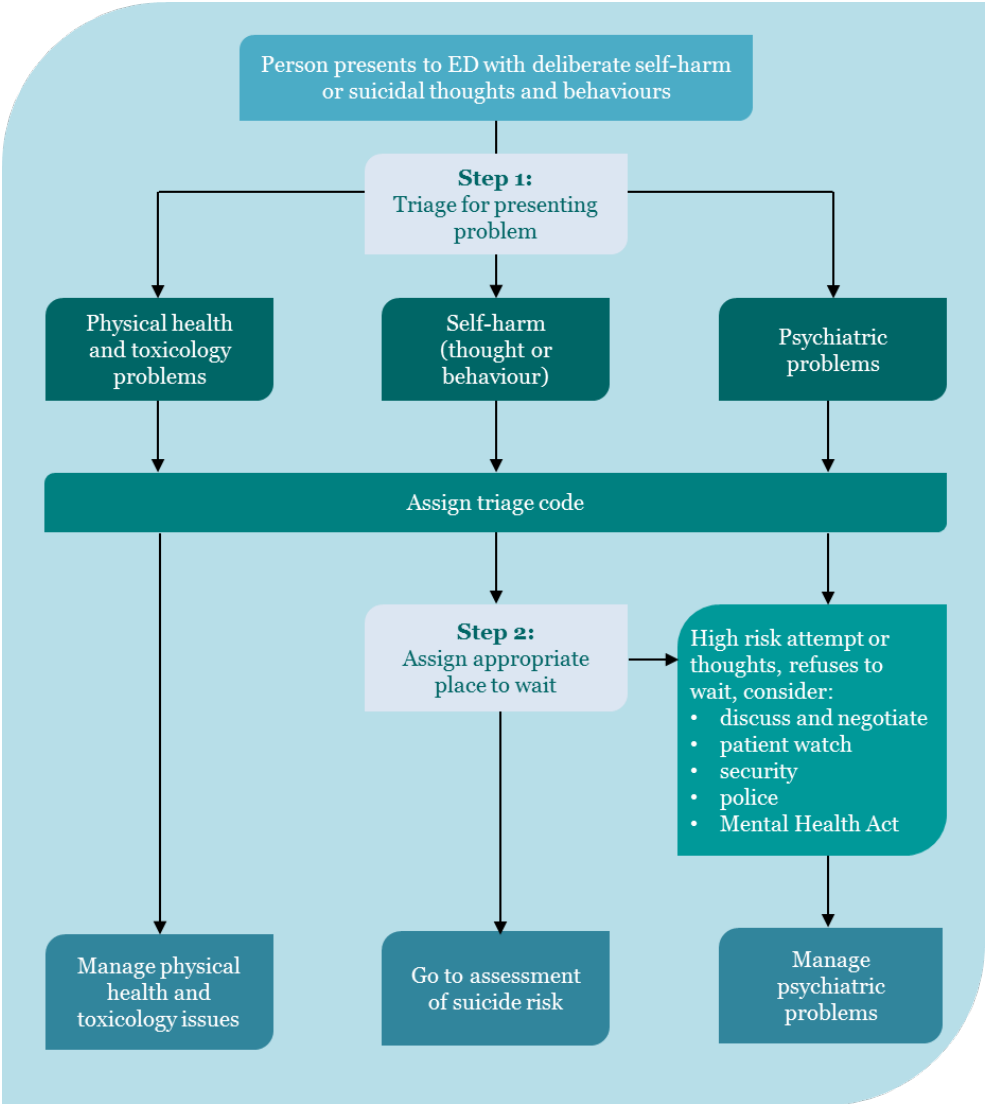 Person presents to ED with deliberate self-harm
or suicidal thoughts and behaviours
Step 1:
Triage for presenting
problem
Physical health
and toxicology
problems
Self-harm
(thought or
behaviour)
Psychiatric
problems
Assign triage code
Step 2:
Assign appropriate
place to wait
High risk attempt or
thoughts, refuses to
wait, consider:
• discuss and negotiate
• patient watch
• security
• police
• Mental Health Act
Manage physical
health and
toxicology issues
Go to assessment
of suicide risk
Manage
psychiatric
problems